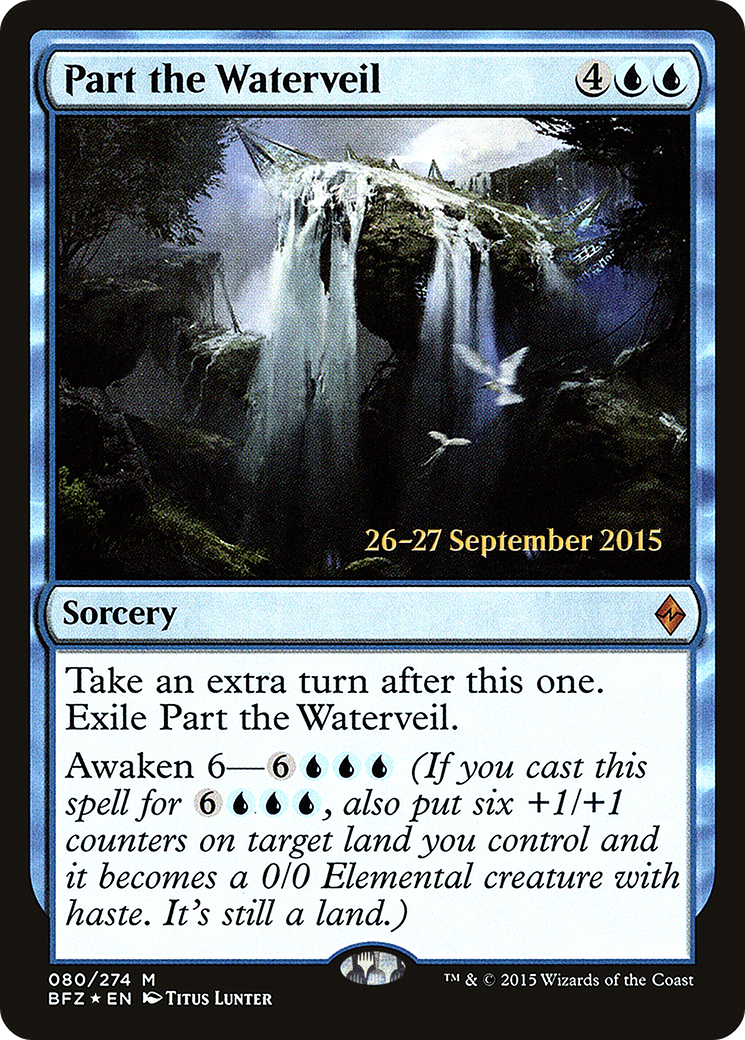 Part the Waterveil 4
26–27 September 2015
Sorcery
Take an extra turn after this one.
Exile Part the Waterveil.
Awaken 6—6 (If you cast this
spell for 6, also put six +1/+1
counters on target land you control and
it becomes a 0/0 Elemental creature with
haste. It's still a land.)
080/274 M
BFZ ★ EN Titus Lunter
™ & © 2015 Wizards of the Coast